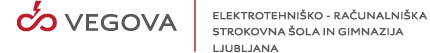 VEGOVA
ELEKTROTEHNIŠKO - RAČUNALNIŠKA
STROKOVNA ŠOLA IN GIMNAZIJA
LJUBLJANA